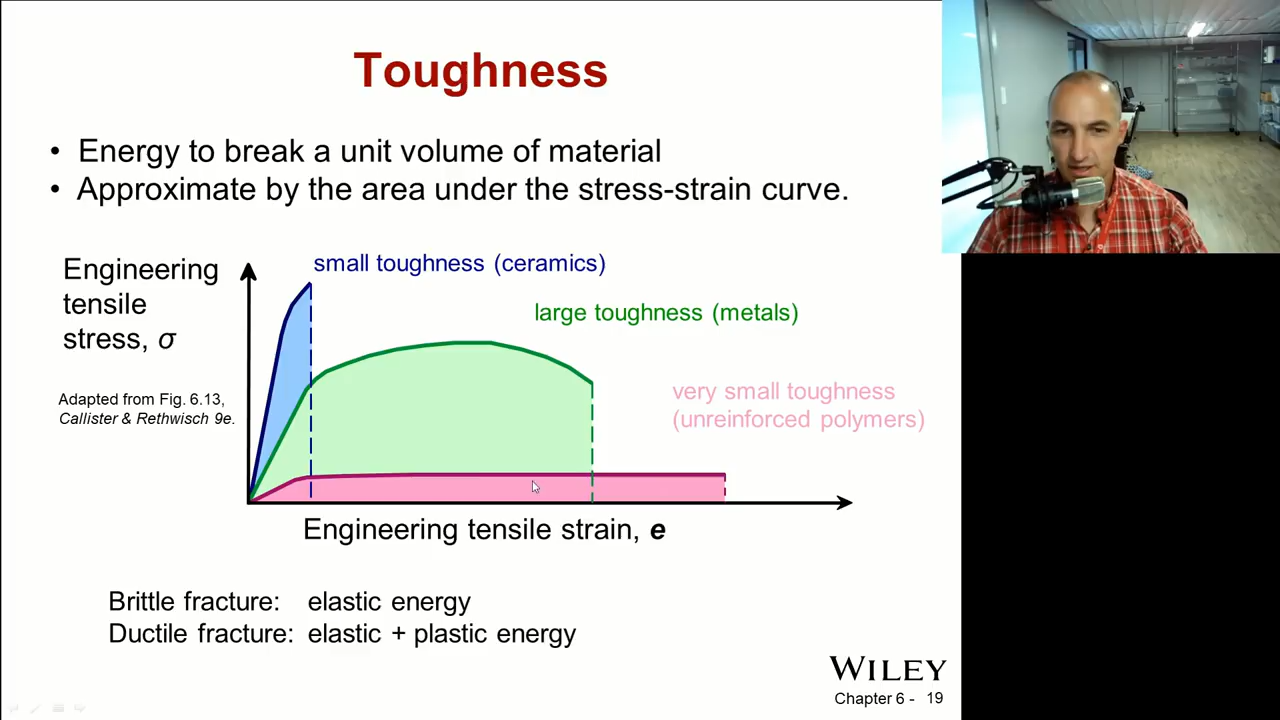 Toughness
• Energy to break a unit volume of material
• Approximate by the area under the stress-strain curve.
Engineering
tensile
stress, σ
small toughness (ceramics)
large toughness (metals)
very small toughness
(unreinforced polymers)
Adapted from Fig. 6.13,
Callister & Rethwisch 9e.
Engineering tensile strain, e
Brittle fracture: elastic energy
Ductile fracture: elastic + plastic energy
WILEY
Chapter 6 - 19